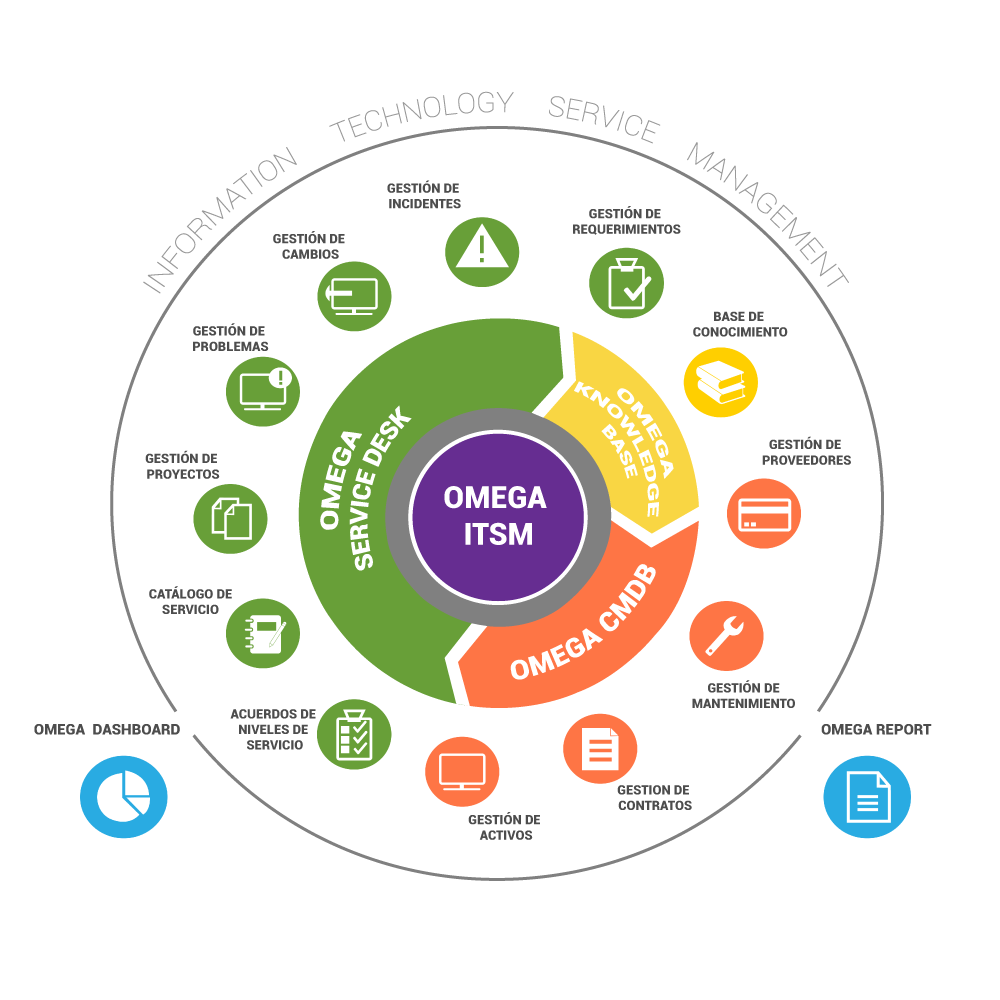 INFORMATION TECHNOLOGY SERVICE MANAGEMENT
GESTIÓN DE
INCIDENTES
GESTIÓN DE
REQUERIMIENTOS
GESTIÓN DE
CAMBIOS
BASE DE
CONOCIMIENTO
GESTIÓN DE
PROBLEMAS
GESTIÓN DE
PROVEEDORES
GESTIÓN DE
PROYECTOS
OMEGA
SERVICE DESK
OMEGA
KNOWLEDGE
BASE
OMEGA
ITSM
OMEGA CMDB
CATÁLOGO DE
SERVICIO
GESTIÓN DE
MANTENIMIENTO
ACUERDOS DE
NIVELES DE
SERVICIO
OMEGA DASHBOARD
OMEGA REPORT
GESTION DE
CONTRATOS
GESTIÓN DE
ACTIVOS